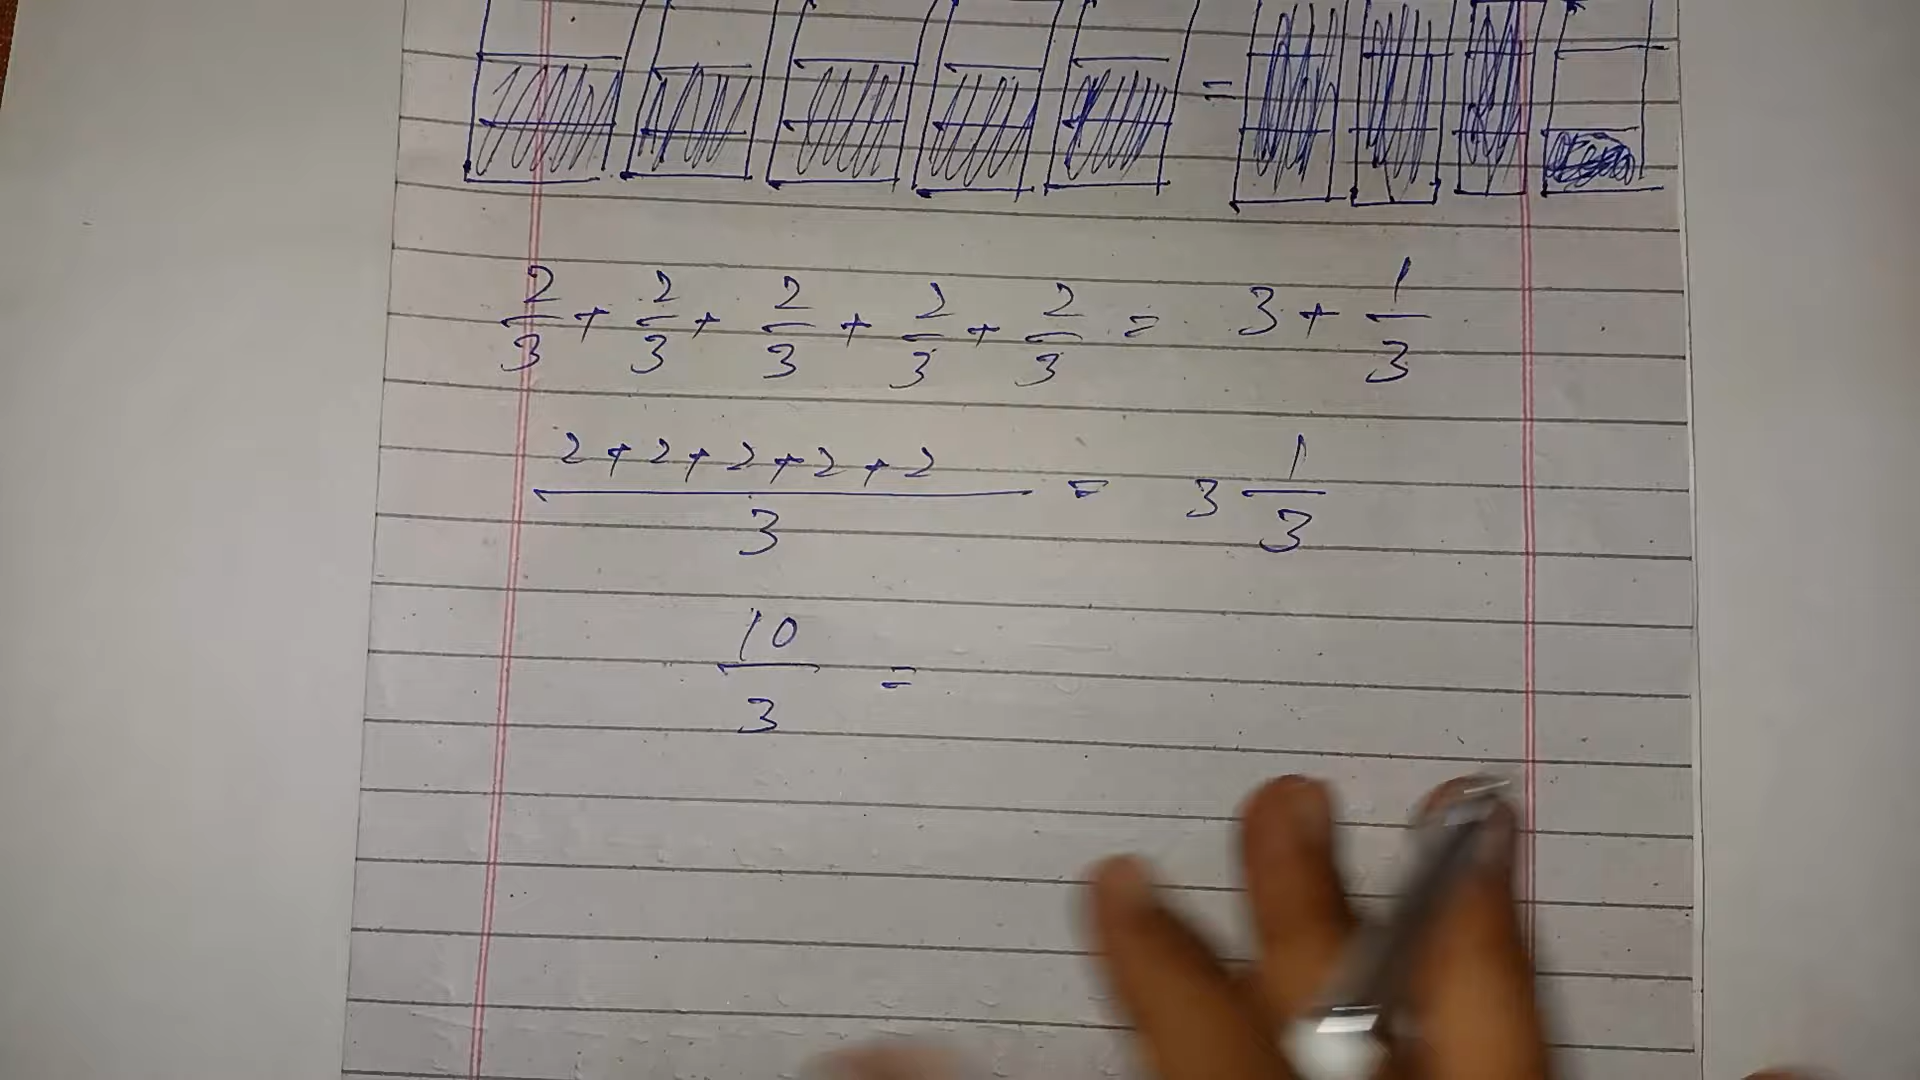 =
2/3 + 2/3 + 2/3 + 2/3 + 2/3 = 3 + 1/3
2+2+2+2+2/3 = 3 1/3
10/3 =